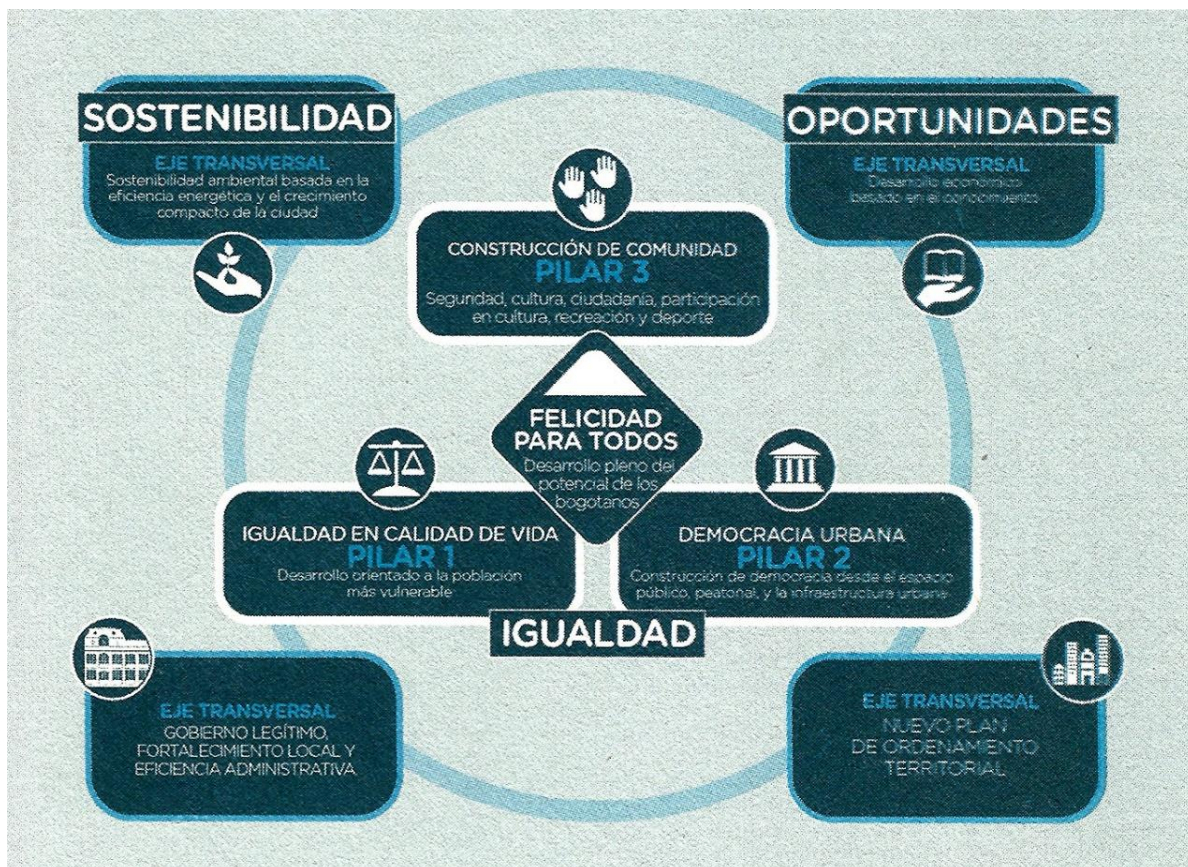 SOSTENIBILIDAD
EJE TRANSVERSAL
Sostenibilidad ambiental basada en la
eficiencia energética y el crecimiento
compacto de la ciudad
OPORTUNIDADES
EJE TRANSVERSAL
Desarrollo económico
basado en el conocimiento
CONSTRUCCIÓN DE COMUNIDAD
PILAR 3
Seguridad, cultura, ciudadanía, participación
en cultura, recreación y deporte
FELICIDAD
PARA TODOS
Desarrollo pleno del
potencial de los
bogotanos
IGUALDAD EN CALIDAD DE VIDA
PILAR 1
Desarrollo orientado a la población
más vulnerable
DEMOCRACIA URBANA
PILAR 2
Construcción de democracia desde el espacio
público, peatonal, y la infraestructura urbana
IGUALDAD
EJE TRANSVERSAL
GOBIERNO LEGÍTIMO,
FORTALECIMIENTO LOCAL Y
EFICIENCIA ADMINISTRATIVA
EJE TRANSVERSAL
NUEVO PLAN
DE ORDENAMIENTO
TERRITORIAL